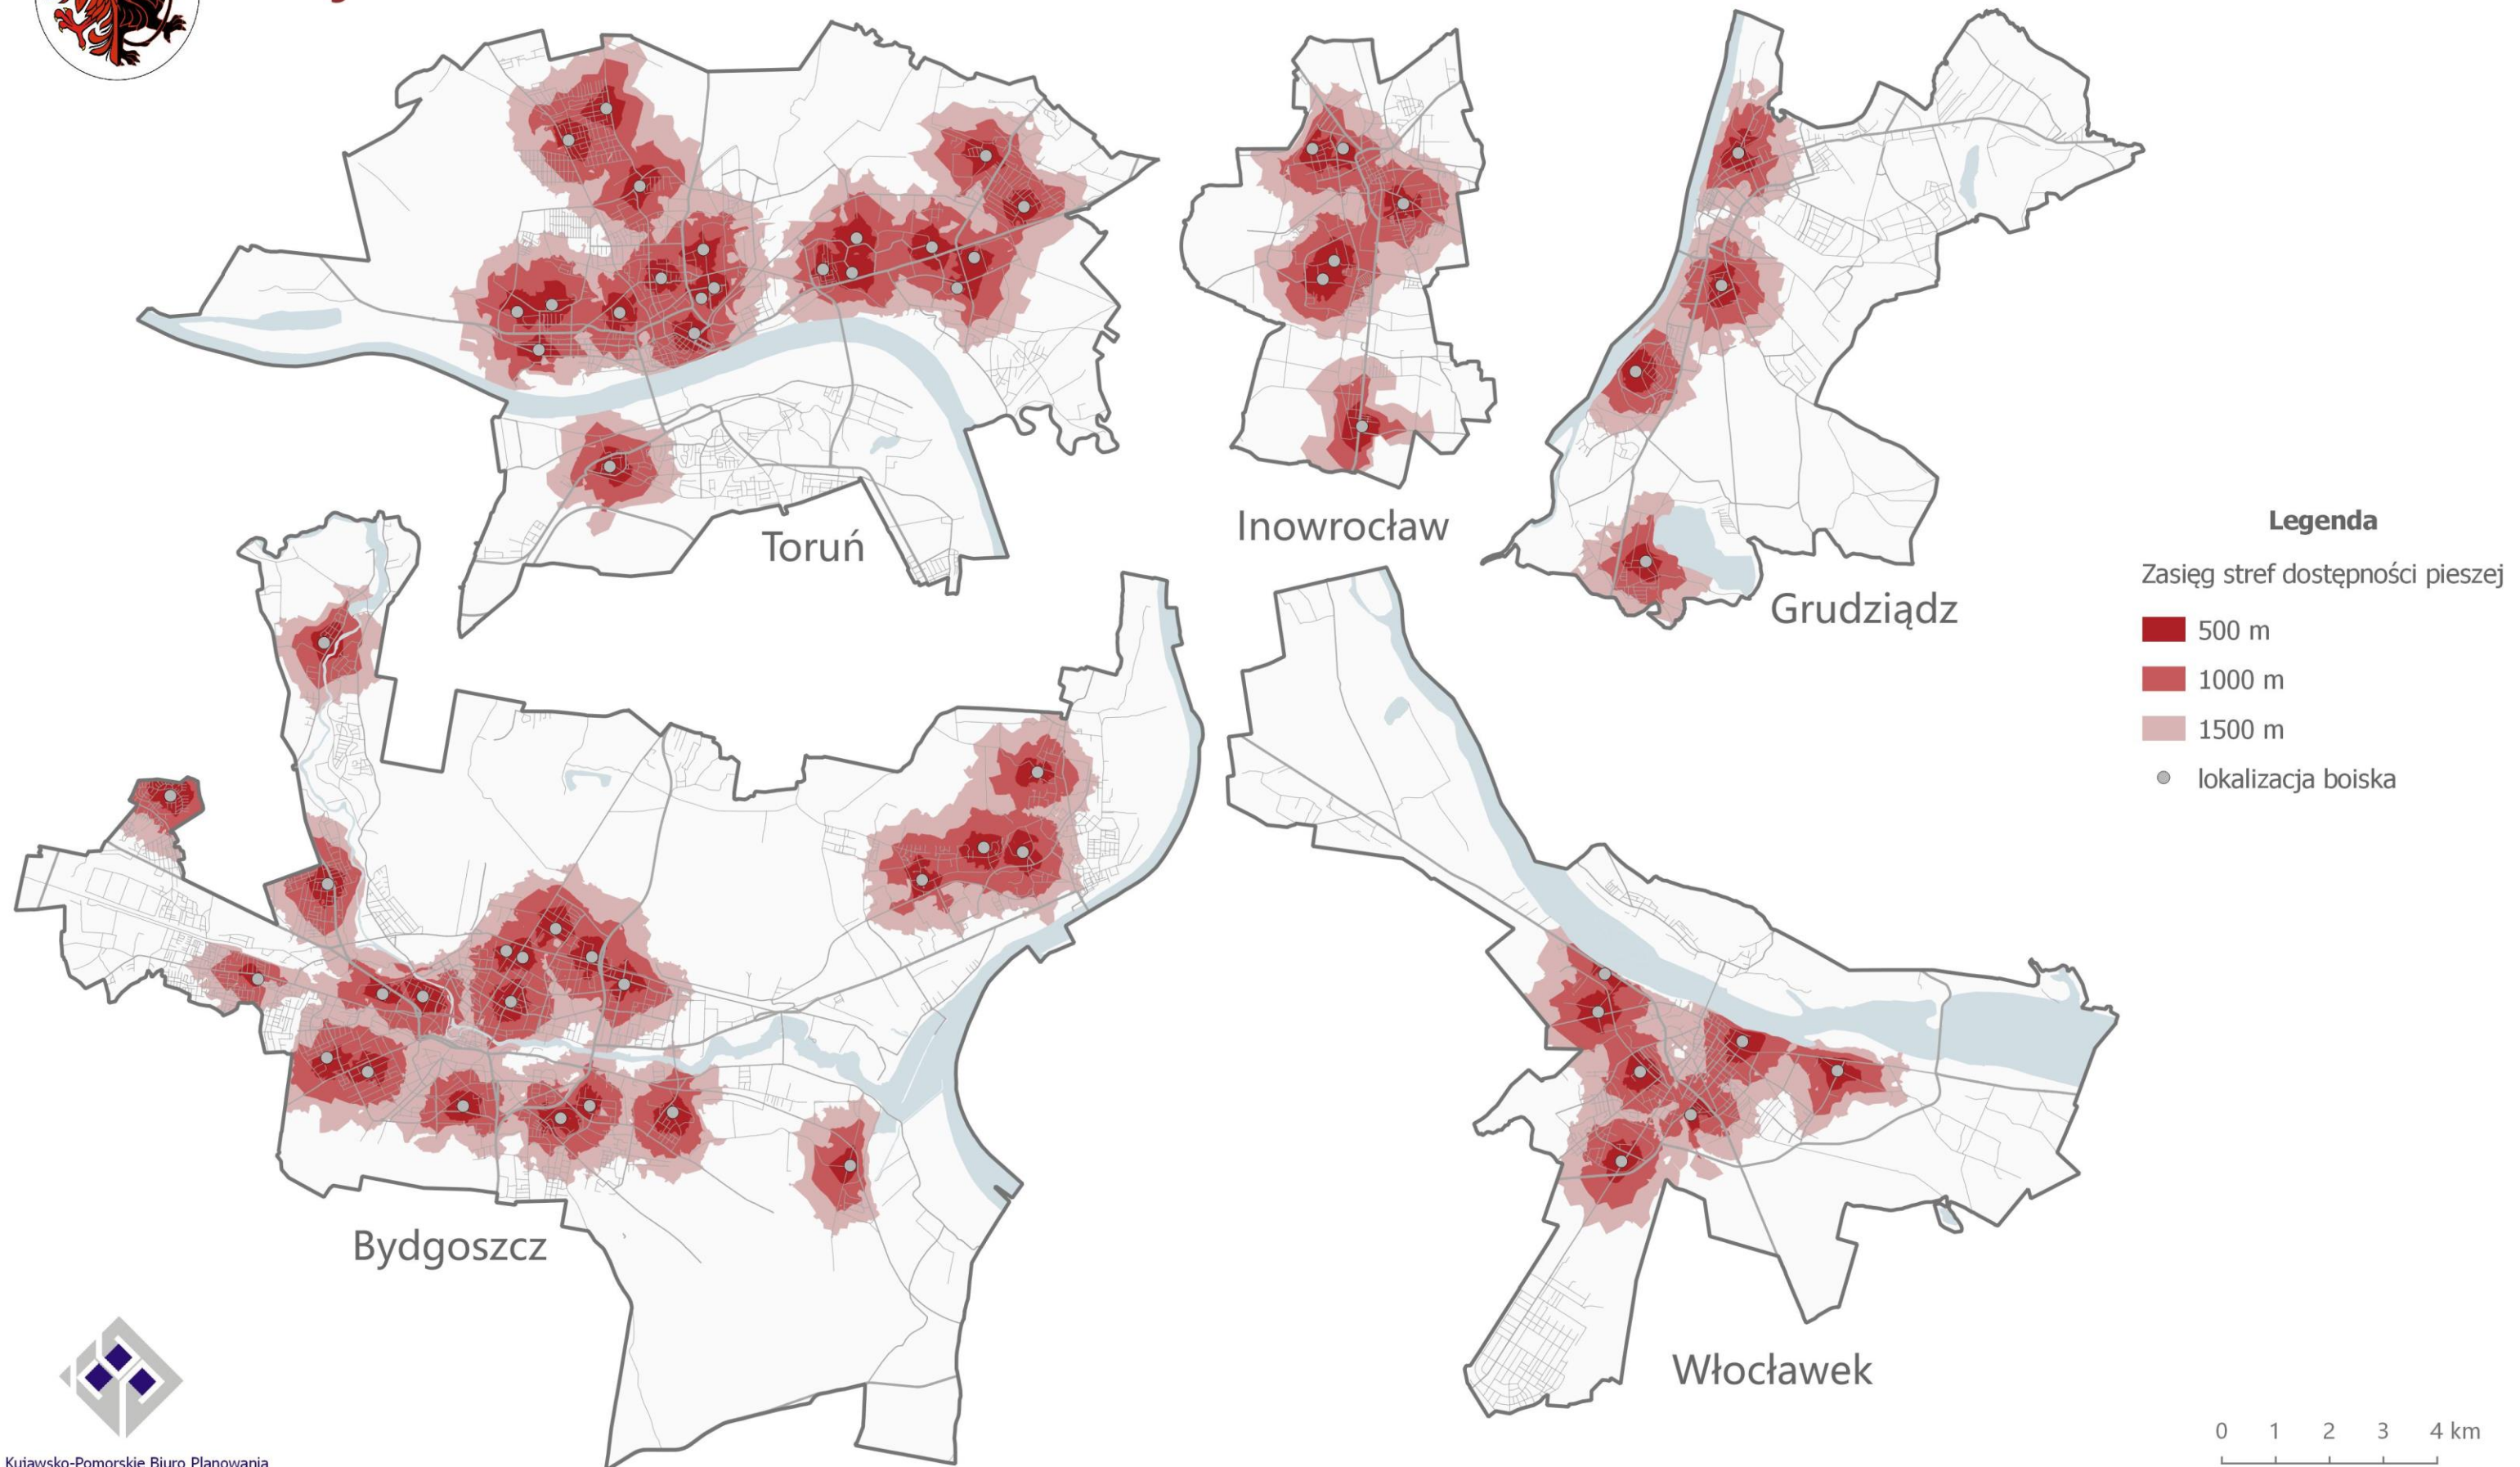 Toruń
Inowrocław
Grudziądz
Legenda
Zasięg stref dostępności pieszej
500 m
1000 m
1500 m
lokalizacja boiska
Bydgoszcz
Włocławek
0 1 2 3 4 km
Kujawsko-Pomorskie Biuro Planowania